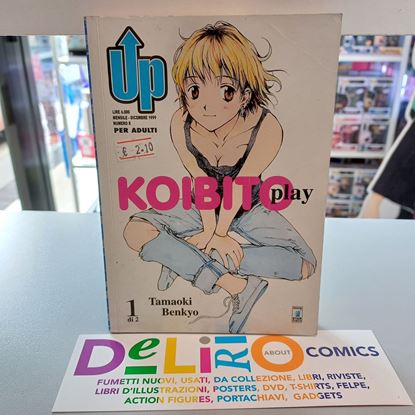 Up
LIRE 6.000
MENSILE - DICEMBRE 1999
NUMERO 8
PER ADULTI
€ 2.10
KOIBITO play
1
di 2
Tamaoki
Benkyo
DeLiRiO ABOUT COMICS
FUMETTI NUOVI, USATI, DA COLLEZIONE, LIBRI, RIVISTE,
LIBRI D'ILLUSTRAZIONI, POSTERS, DVD, T-SHIRTS, FELPE,
ACTION FIGURES, PORTACHIAVI, GADGETS